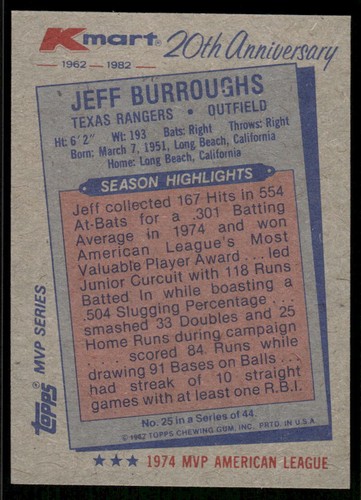 Kmart® 20th Anniversary
1962 - 1982
JEFF BURROUGHS
TEXAS RANGERS • OUTFIELD
Ht: 6'2" Wt: 193 Bats: Right Throws: Right
Born: March 7, 1951, Long Beach, California
Home: Long Beach, California
SEASON HIGHLIGHTS
Jeff collected 167 Hits in 554
At-Bats for a .301 Batting
Average in 1974 and won
American League's Most
Valuable Player Award . . . led
Junior Curcuit with 118 Runs
Batted In while boasting a
.504 Slugging Percentage . . .
smashed 33 Doubles and 25
Home Runs during campaign
. . . scored 84 Runs while
drawing 91 Bases on Balls . . .
had streak of 10 straight
games with at least one R.B.I.
No. 25 in a Series of 44.
© 1982 TOPPS CHEWING GUM, INC. PRTD. IN U.S.A.
topps® MVP SERIES
★★★ 1974 MVP AMERICAN LEAGUE